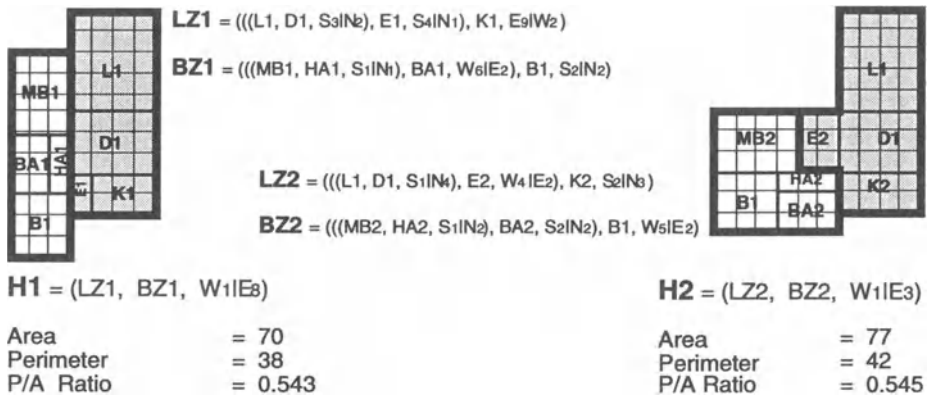 LZ1 = (((L1, D1, S3|N2), E1, S4|N1), K1, E9|W2)
BZ1 = (((MB1, HA1, S1|N1), BA1, W6|E2), B1, S2|N2)
L1
MB1
D1
BA1
HA1
E1
K1
B1
L1
MB2
E2
D1
HA2
K2
B1
BA2
LZ2 = (((L1, D1, S1|N4), E2, W4|E2), K2, S2|N3)
BZ2 = (((MB2, HA2, S1|N2), BA2, S2|N2), B1, W5|E2)
H1 = (LZ1, BZ1, W1|E8)
Area = 70
Perimeter = 38
P/A Ratio = 0.543
H2 = (LZ2, BZ2, W1|E3)
Area = 77
Perimeter = 42
P/A Ratio = 0.545